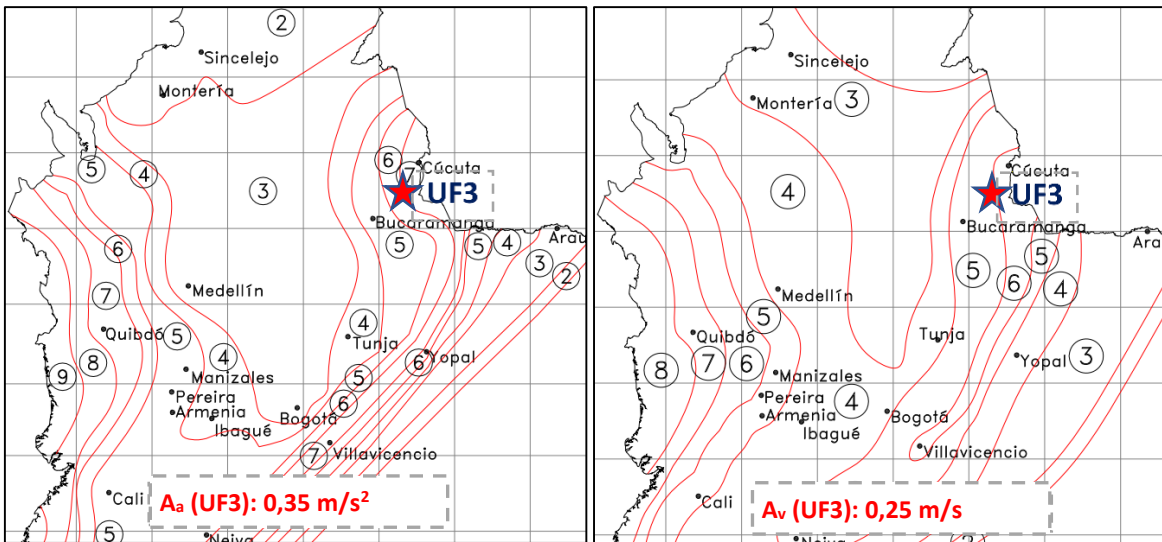 2
Sincelejo
Montería
5
4
3
6
7
Cúcuta
UF3
Bucaramanga
5
5
4
Arau
3
2
6
7
Medellín
4
Quibdó
5
4
Tunja
Yopal
6
9
8
Manizales
5
Pereira
6
Armenia
Bogotá
Ibagué
7
Villavicencio
Aa (UF3): 0,35 m/s²
Cali
5
Neiva
Sincelejo
Montería
3
Cúcuta
4
UF3
Bucaramanga
Ara
5
5
6
4
Medellín
5
Quibdó
Tunja
8
7
6
Yopal
3
Manizales
Pereira
4
Armenia
Bogotá
Ibagué
Villavicencio
Av (UF3): 0,25 m/s
Cali
Neiva